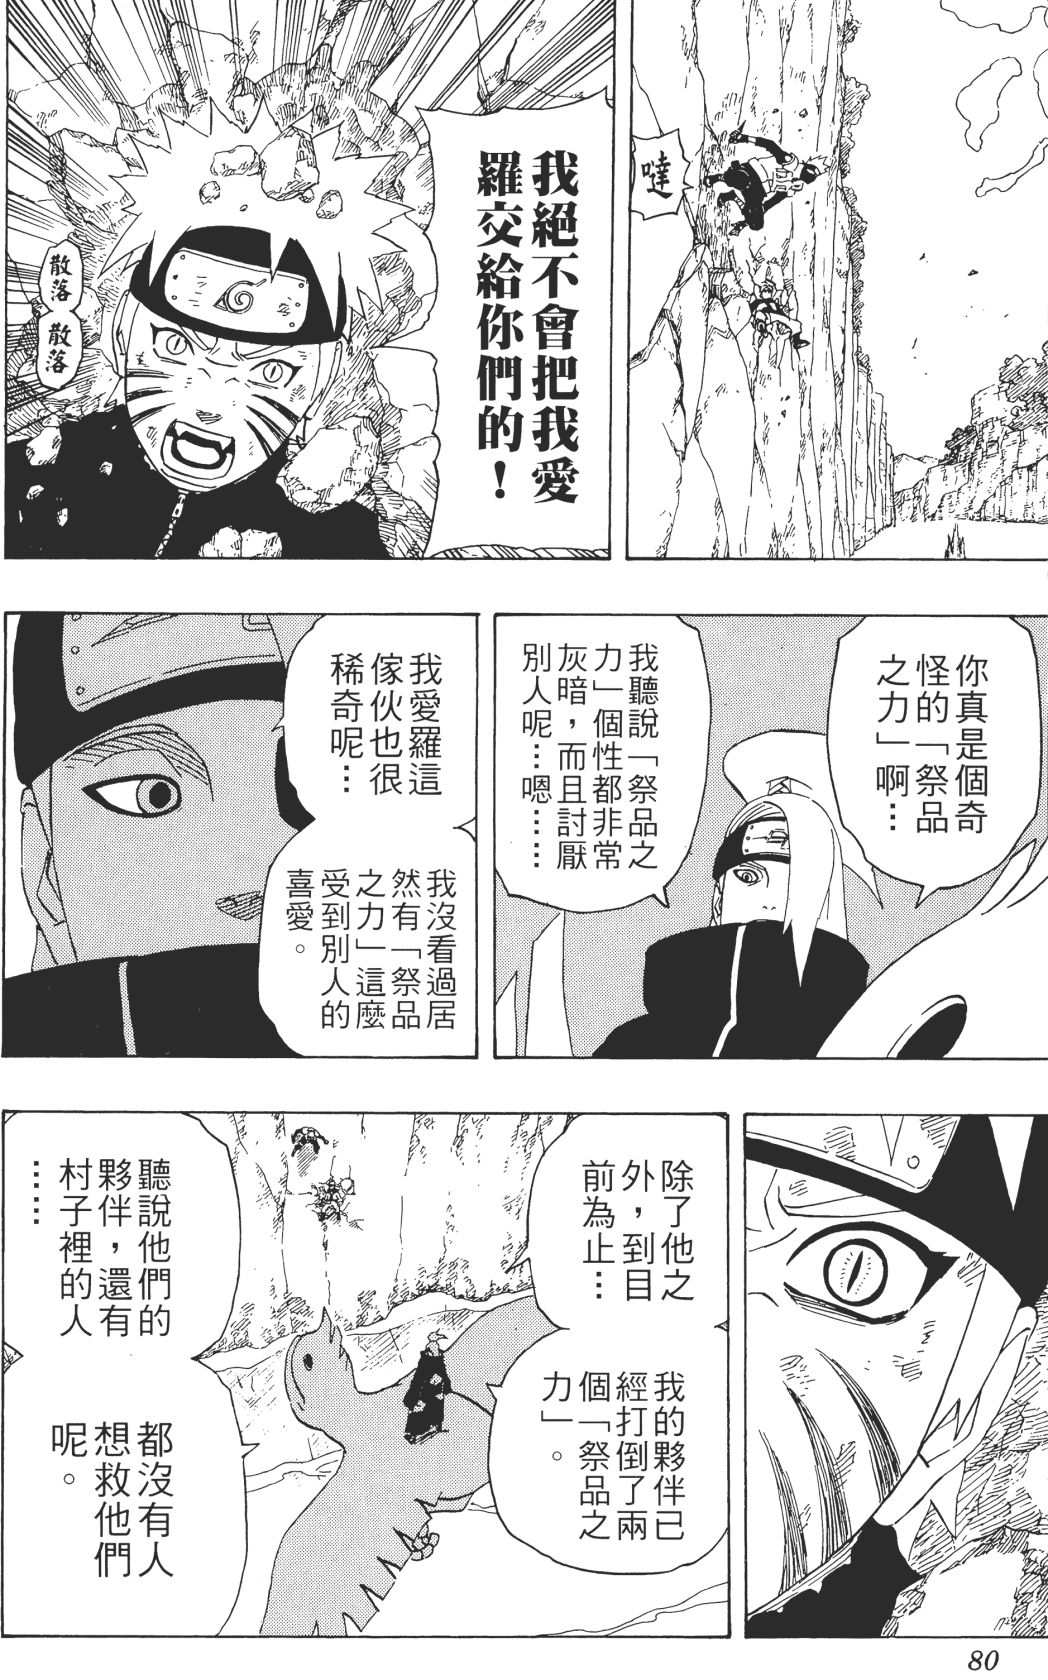 噠
我絕不會把我愛
羅交給你們的！
散落
散落
你真是個奇
怪的「祭品
之力」啊…
我聽說「祭品之
力」個性都非常
灰暗，而且討厭
別人呢…嗯……
我愛羅這
傢伙也很
稀奇呢…
我沒看過居
然有「祭品
之力」這麼
受到別人的
喜愛。
除了他之
外，到目
前為止…
我的夥伴已
經打倒了兩
個「祭品之
力」。
聽說他們的
夥伴，還有
村子裡的人
……
都沒有人
想救他們
呢。
80